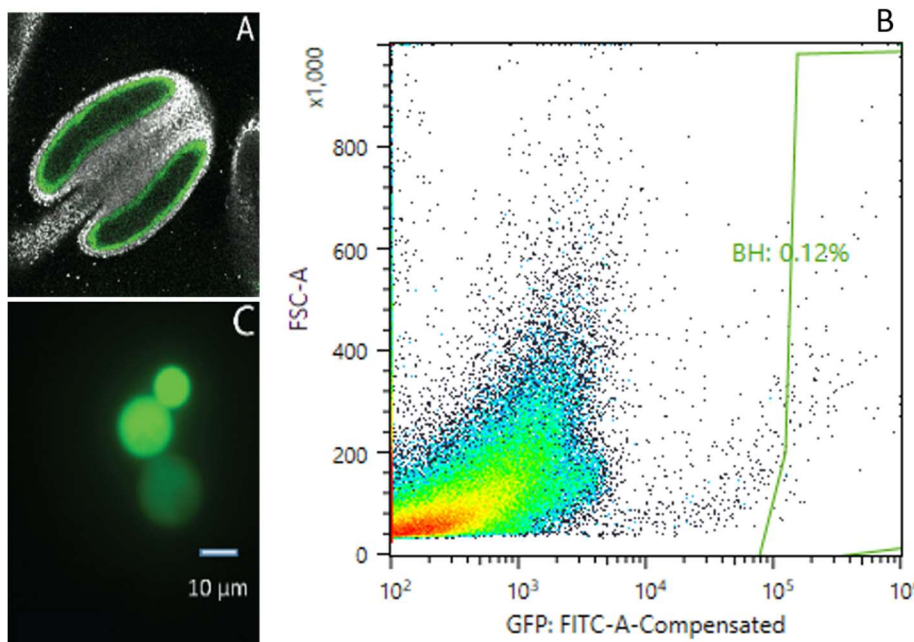 A
B
x1,000
800
600
400
200
0
FSC-A
BH: 0.12%
10² 10³ 10⁴ 10⁵
GFP: FITC-A-Compensated
C
10 μm